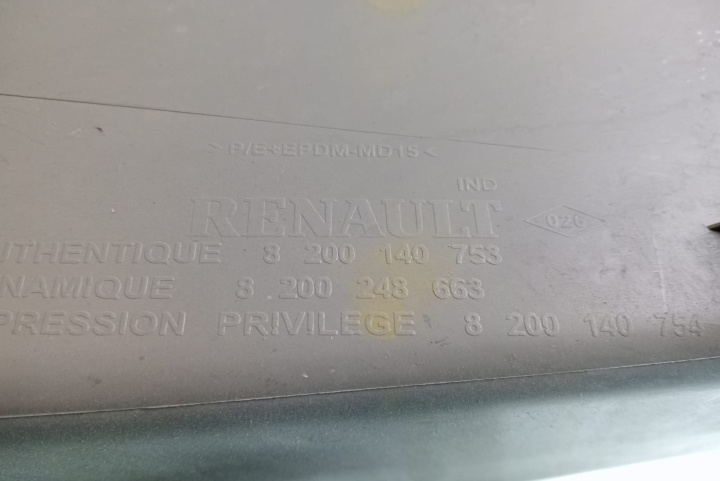 >P/E+EPDM-MD15<
IND
RENAULT 026
UTHENTIQUE 8 200 140 753
NAMIQUE 8 200 248 663
PRESSION PRIVILEGE 8 200 140 754